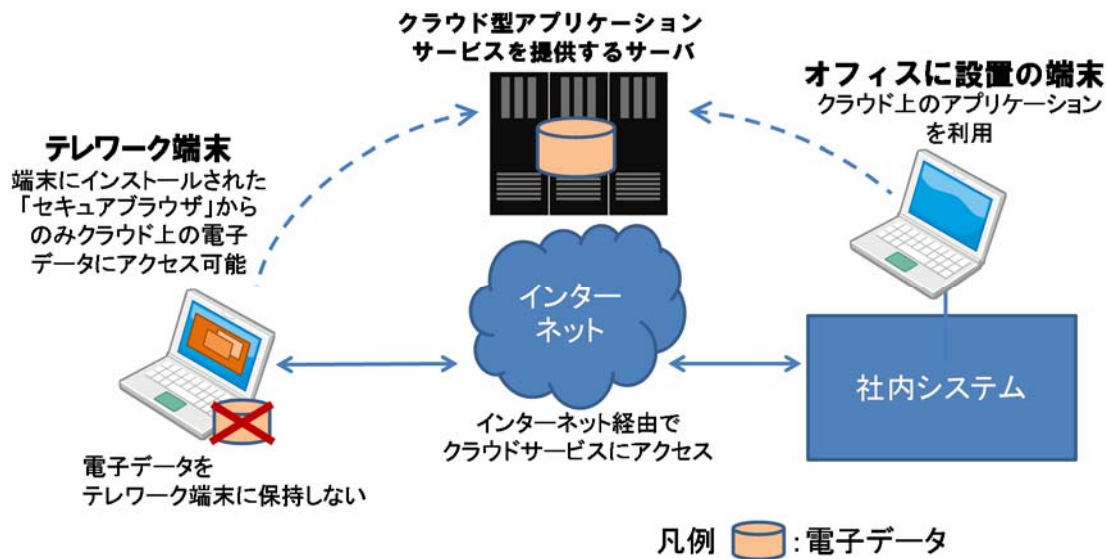 クラウド型アプリケーション
サービスを提供するサーバ
オフィスに設置の端末
クラウド上のアプリケーション
を利用
テレワーク端末
端末にインストールされた
「セキュアブラウザ」から
のみクラウド上の電子
データにアクセス可能
インター
ネット
社内システム
インターネット経由で
クラウドサービスにアクセス
電子データを
テレワーク端末に保持しない
凡例 :電子データ